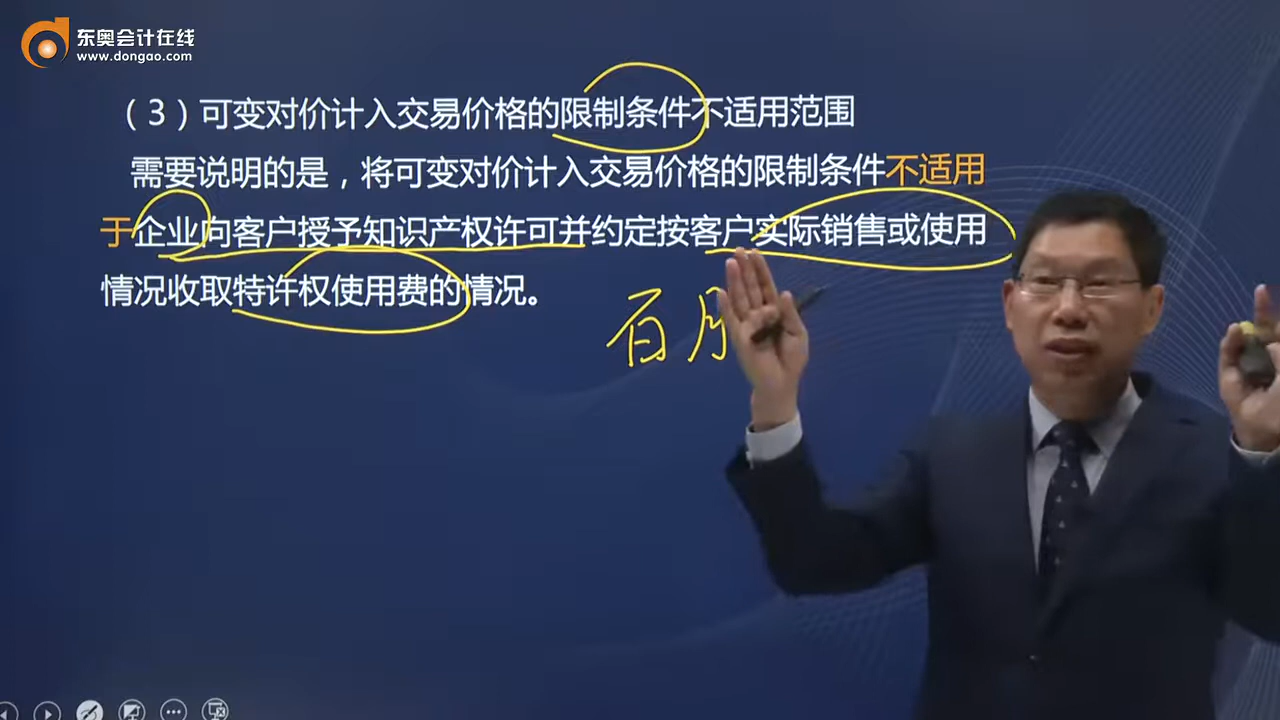 东奥会计在线
www.dongao.com
（3）可变对价计入交易价格的限制条件不适用范围
需要说明的是，将可变对价计入交易价格的限制条件不适用
于企业向客户授予知识产权许可并约定按客户实际销售或使用
情况收取特许权使用费的情况。
百